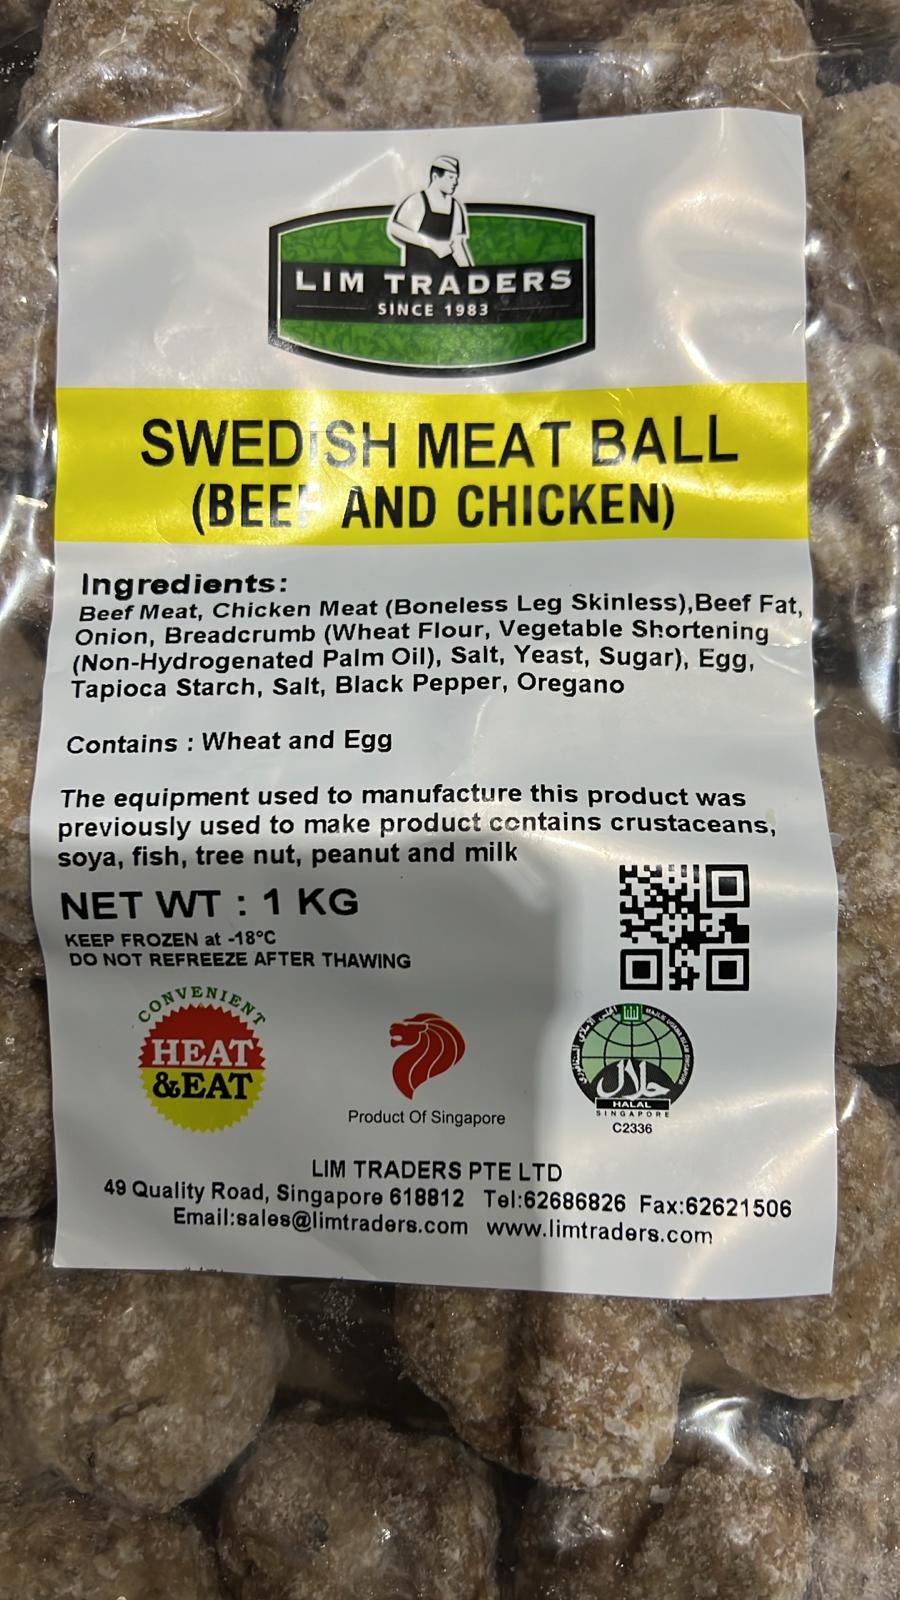 LIM TRADERS
SINCE 1983
SWEDISH MEAT BALL
(BEEF AND CHICKEN)
Ingredients:
Beef Meat, Chicken Meat (Boneless Leg Skinless),Beef Fat,
Onion, Breadcrumb (Wheat Flour, Vegetable Shortening
(Non-Hydrogenated Palm Oil), Salt, Yeast, Sugar), Egg,
Tapioca Starch, Salt, Black Pepper, Oregano
Contains : Wheat and Egg
The equipment used to manufacture this product was
previously used to make product contains crustaceans,
soya, fish, tree nut, peanut and milk
NET WT : 1 KG
KEEP FROZEN at -18°C
DO NOT REFREEZE AFTER THAWING
CONVENIENT
HEAT
&EAT
Product Of Singapore
MAJLIS UGAMA ISLAM SINGAPURA
حلال
HALAL
SINGAPORE
C2336
LIM TRADERS PTE LTD
49 Quality Road, Singapore 618812 Tel:62686826 Fax:62621506
Email:sales@limtraders.com www.limtraders.com